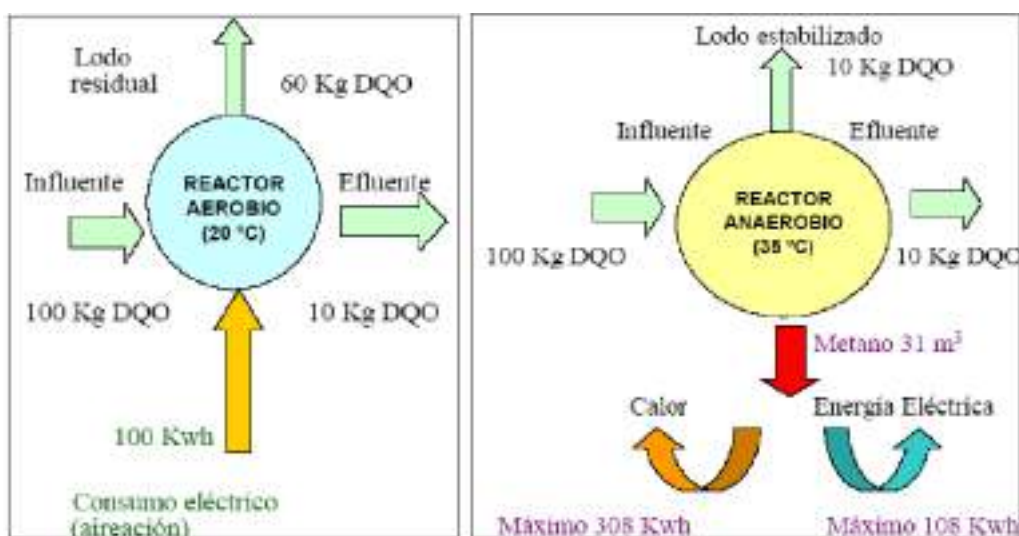 Lodo
residual
60 Kg DQO
Influente
REACTOR
AEROBIO
(20 °C)
Efluente
100 Kg DQO
10 Kg DQO
100 Kwh
Consumo eléctrico
(aireación)
Lodo estabilizado
10 Kg DQO
Influente
Efluente
REACTOR
ANAEROBIO
(35 °C)
100 Kg DQO
10 Kg DQO
Metano 31 m³
Calor
Energía Eléctrica
Máximo 308 Kwh
Máximo 108 Kwh